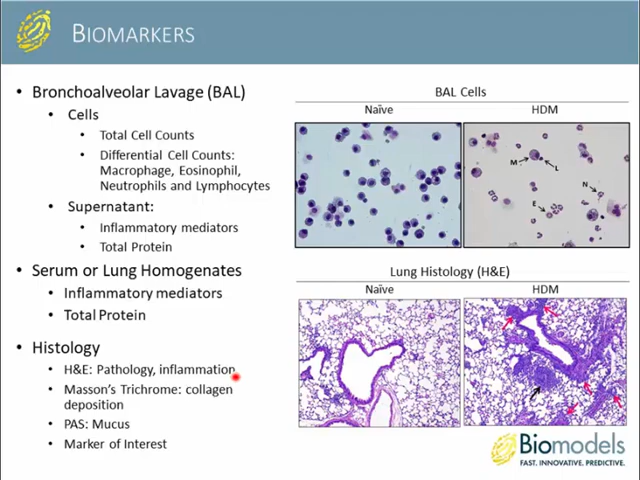 BIOMARKERS
• Bronchoalveolar Lavage (BAL)
• Cells
• Total Cell Counts
• Differential Cell Counts:
Macrophage, Eosinophil,
Neutrophils and Lymphocytes
• Supernatant:
• Inflammatory mediators
• Total Protein
• Serum or Lung Homogenates
• Inflammatory mediators
• Total Protein
• Histology
• H&E: Pathology, inflammation
• Masson's Trichrome: collagen
deposition
• PAS: Mucus
• Marker of Interest
BAL Cells
Naïve HDM
M
L
N
E
Lung Histology (H&E)
Naïve HDM
Biomodels
FAST. INNOVATIVE. PREDICTIVE.